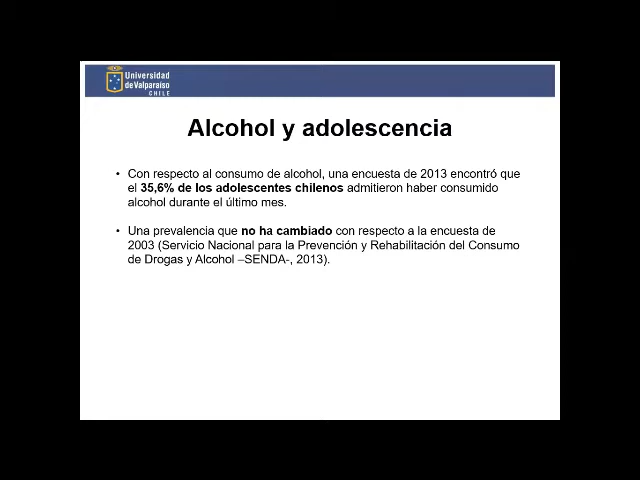 Universidad
de Valparaíso
CHILE
Alcohol y adolescencia
• Con respecto al consumo de alcohol, una encuesta de 2013 encontró que
el 35,6% de los adolescentes chilenos admitieron haber consumido
alcohol durante el último mes.
• Una prevalencia que no ha cambiado con respecto a la encuesta de
2003 (Servicio Nacional para la Prevención y Rehabilitación del Consumo
de Drogas y Alcohol –SENDA-, 2013).